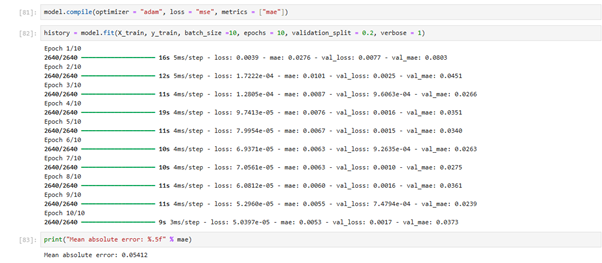 [81]: model.compile(optimizer = "adam", loss = "mse", metrics = ["mae"])
[82]: history = model.fit(X_train, y_train, batch_size =10, epochs = 10, validation_split = 0.2, verbose = 1)
Epoch 1/10
2640/2640 16s 5ms/step - loss: 0.0039 - mae: 0.0276 - val_loss: 0.0077 - val_mae: 0.0803
Epoch 2/10
2640/2640 12s 5ms/step - loss: 1.7222e-04 - mae: 0.0101 - val_loss: 0.0025 - val_mae: 0.0451
Epoch 3/10
2640/2640 11s 4ms/step - loss: 1.2805e-04 - mae: 0.0087 - val_loss: 9.6063e-04 - val_mae: 0.0266
Epoch 4/10
2640/2640 19s 4ms/step - loss: 9.7413e-05 - mae: 0.0076 - val_loss: 0.0016 - val_mae: 0.0351
Epoch 5/10
2640/2640 11s 4ms/step - loss: 7.9954e-05 - mae: 0.0067 - val_loss: 0.0015 - val_mae: 0.0340
Epoch 6/10
2640/2640 10s 4ms/step - loss: 6.9371e-05 - mae: 0.0063 - val_loss: 9.2635e-04 - val_mae: 0.0263
Epoch 7/10
2640/2640 10s 4ms/step - loss: 7.0561e-05 - mae: 0.0063 - val_loss: 0.0010 - val_mae: 0.0275
Epoch 8/10
2640/2640 11s 4ms/step - loss: 6.0812e-05 - mae: 0.0060 - val_loss: 0.0016 - val_mae: 0.0361
Epoch 9/10
2640/2640 11s 4ms/step - loss: 5.2960e-05 - mae: 0.0055 - val_loss: 7.4794e-04 - val_mae: 0.0239
Epoch 10/10
2640/2640 9s 3ms/step - loss: 5.0397e-05 - mae: 0.0053 - val_loss: 0.0017 - val_mae: 0.0373
[83]: print("Mean absolute error: %.5f" % mae)
Mean absolute error: 0.05412